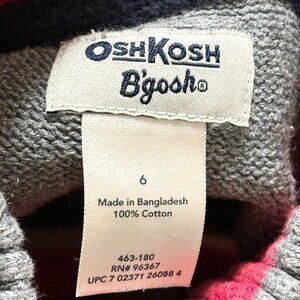 OSHKOSH
B'gosh®
6
Made in Bangladesh
100% Cotton
463-180
RN# 96367
UPC 7 02371 26088 4